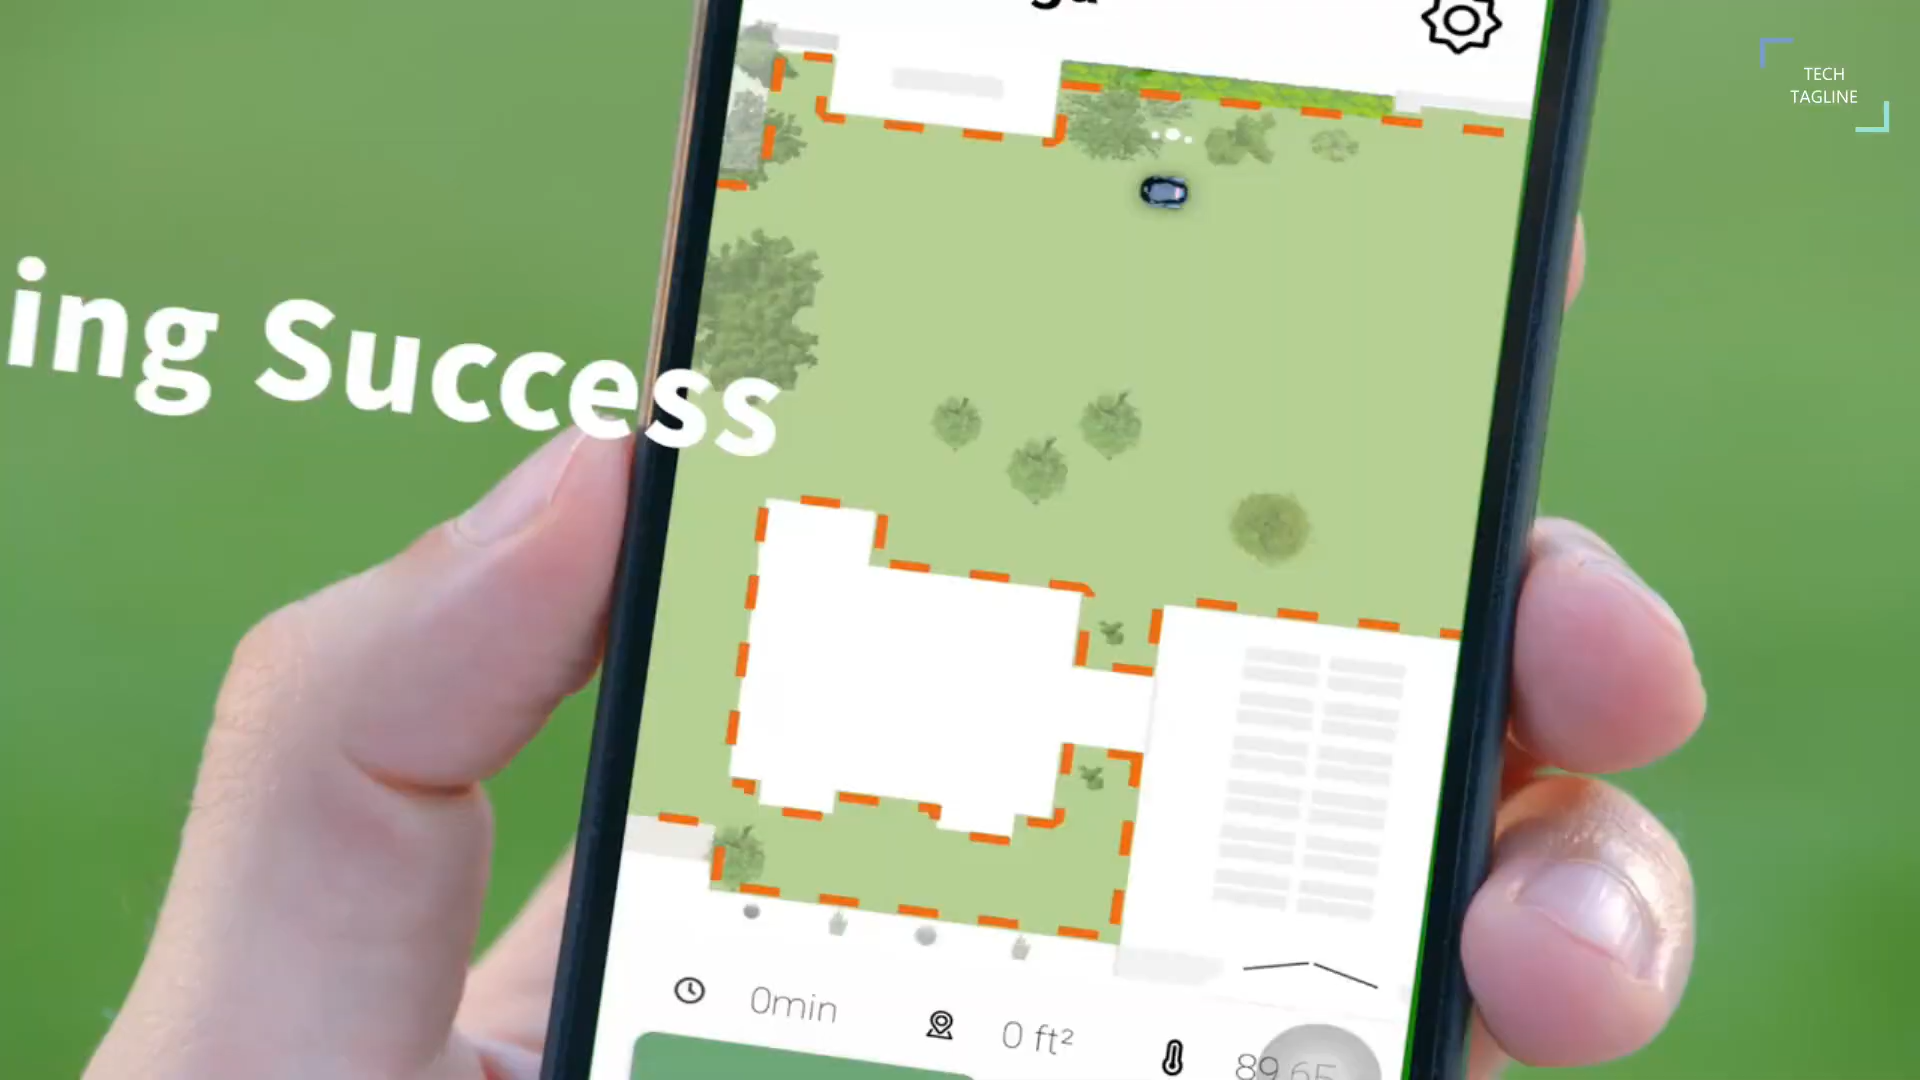 TECH
TAGLINE
ing Success
0min
0 ft²